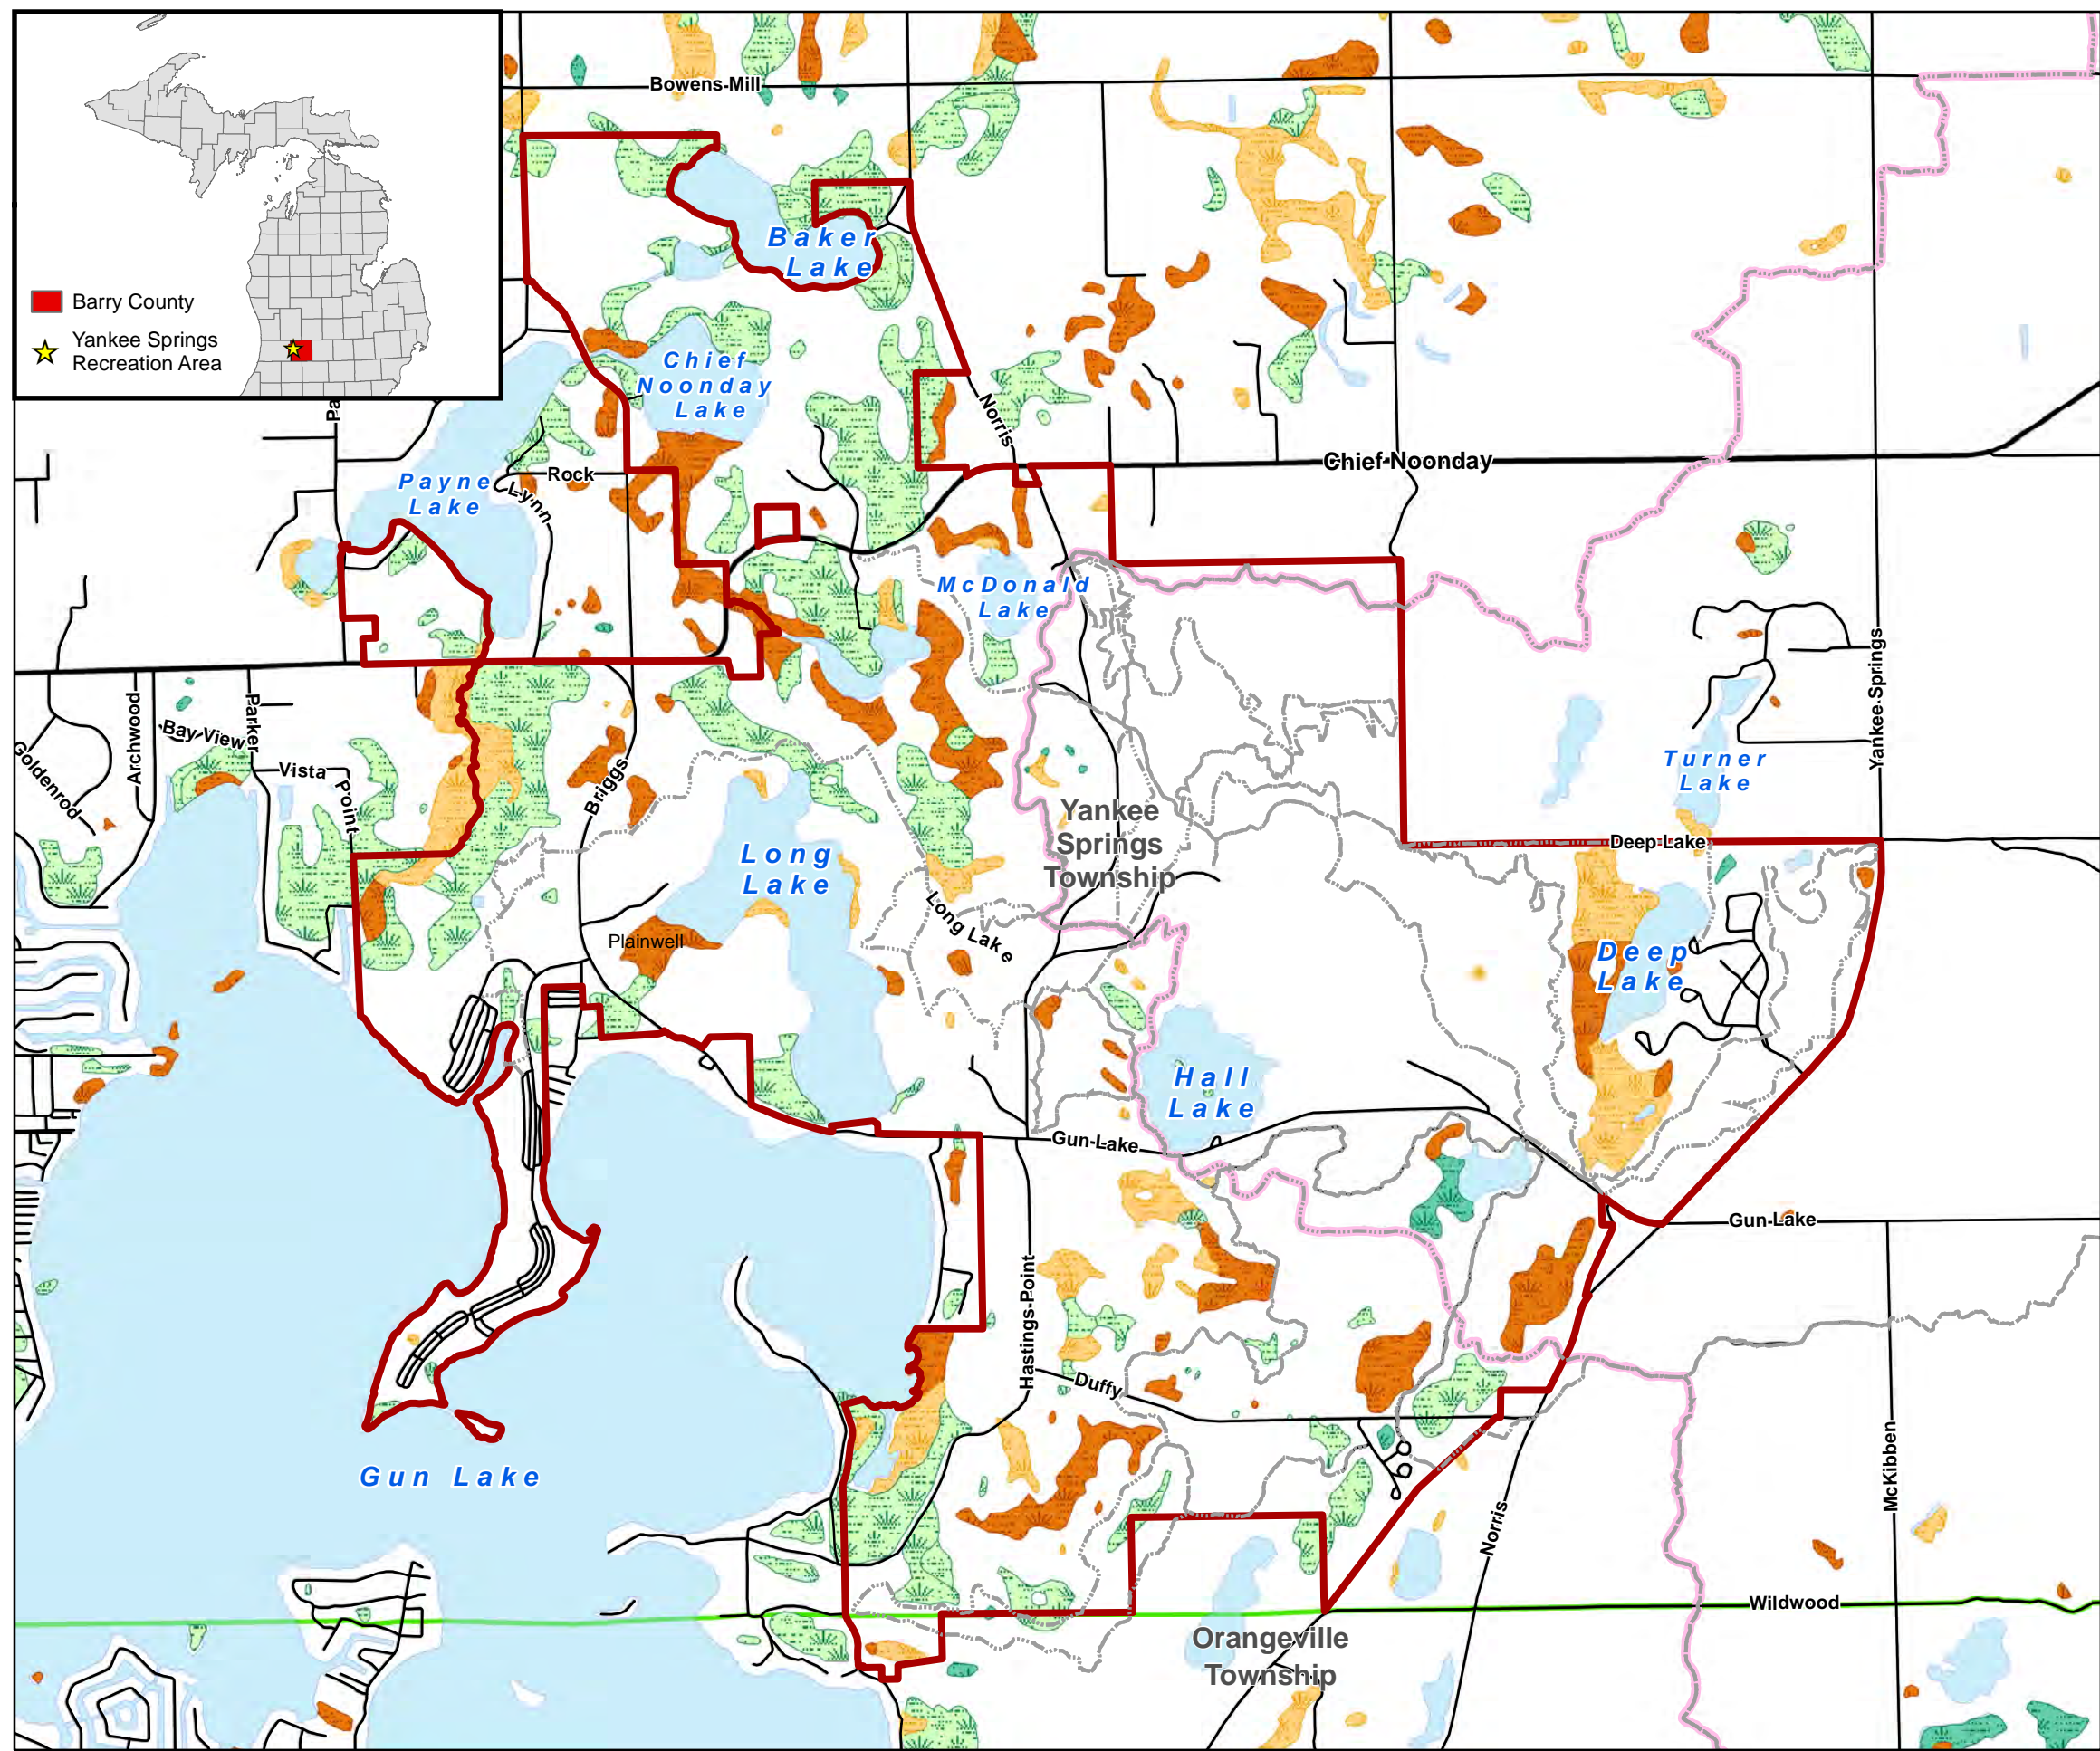 Barry County
Yankee Springs
Recreation Area
Bowens-Mill
Baker
Lake
Chief
Noonday
Lake
Norris
Pa
Payne
Lake
Rock
Lynn
Chief-Noonday
McDonald
Lake
Yankee-Springs
Goldenrod
Archwood
Bay-View
Parker
Vista
Point
Briggs
Turner
Lake
Yankee
Springs
Township
Deep-Lake
Long
Lake
Long Lake
Plainwell
Deep
Lake
Hall
Lake
Gun-Lake
Gun-Lake
Hastings-Point
Duffy
Gun Lake
McKibben
Norris
Wildwood
Orangeville
Township